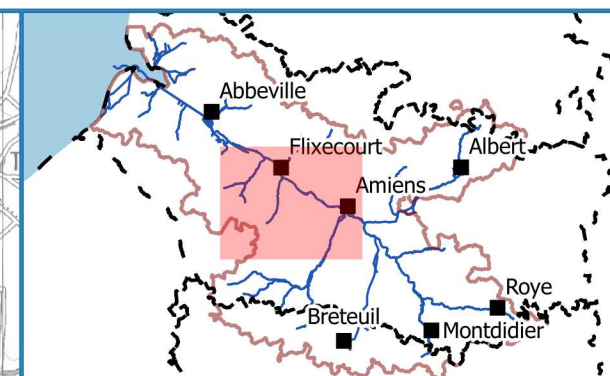 Abbeville
Flixecourt
Albert
Amiens
Roye
Breteuil
Montdidier